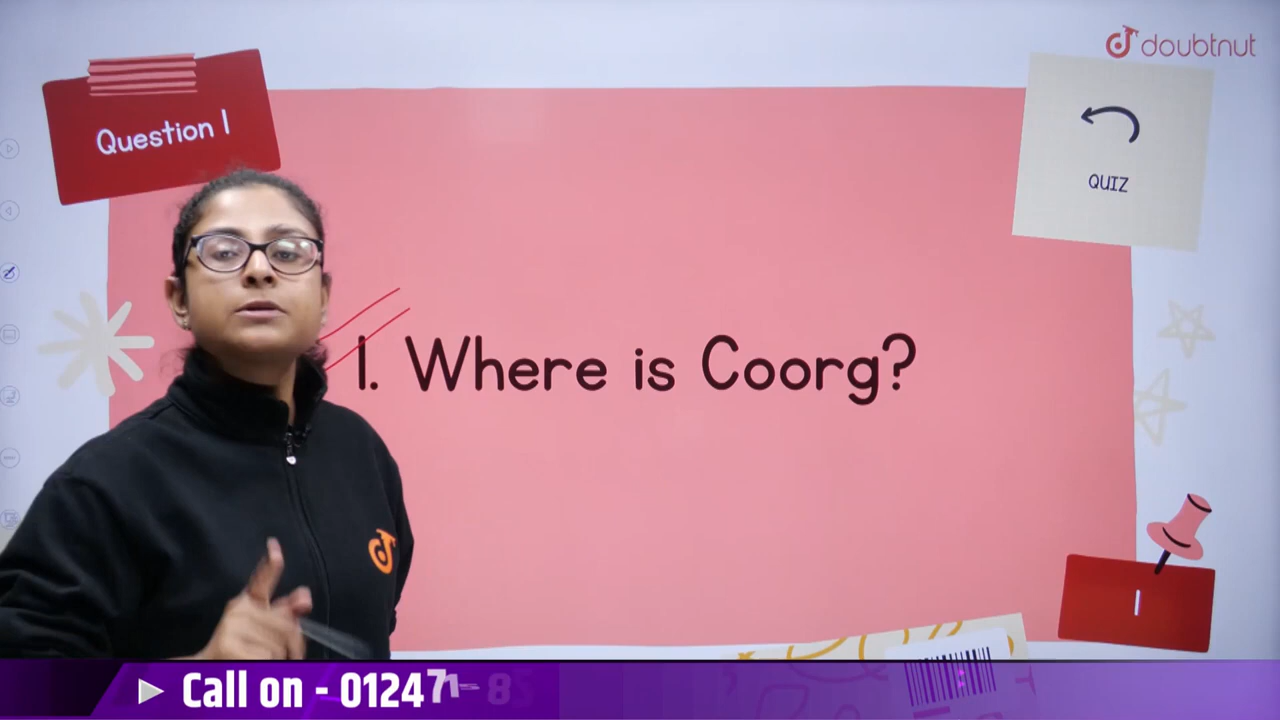 doubtnut
Question 1
QUIZ
1. Where is Coorg?
1
Call on - 01247